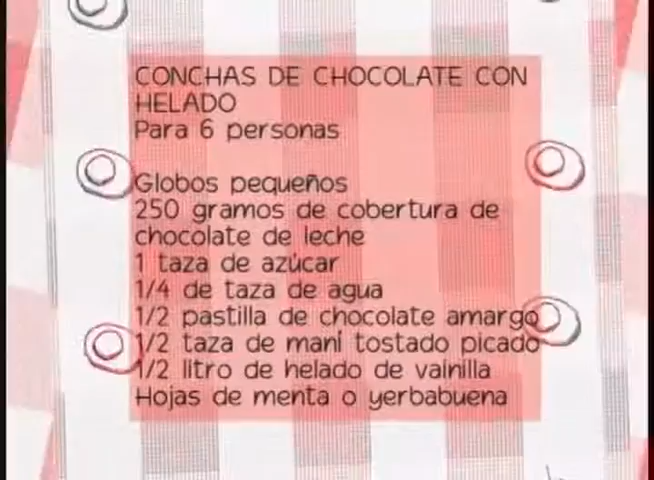 CONCHAS DE CHOCOLATE CON
HELADO
Para 6 personas
Globos pequeños
250 gramos de cobertura de
chocolate de leche
1 taza de azúcar
1/4 de taza de agua
1/2 pastilla de chocolate amargo
1/2 taza de maní tostado picado
1/2 litro de helado de vainilla
Hojas de menta o yerbabuena